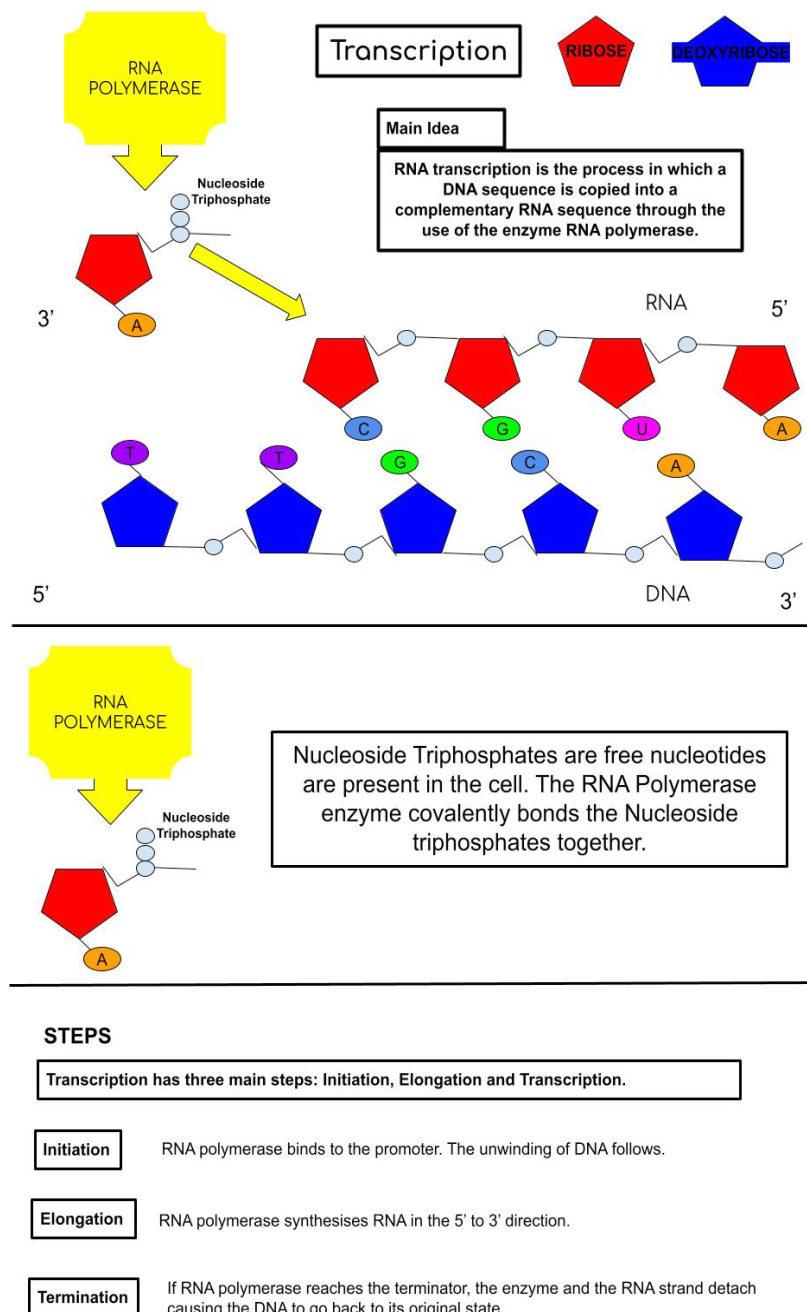 RNA
POLYMERASE
Transcription
RIBOSE
DEOXYRIBOSE
Main Idea
RNA transcription is the process in which a
DNA sequence is copied into a
complementary RNA sequence through the
use of the enzyme RNA polymerase.
Nucleoside
Triphosphate
3’
A
RNA
5’
C
G
U
A
T
T
G
C
A
5’
DNA
3’
RNA
POLYMERASE
Nucleoside
Triphosphate
A
Nucleoside Triphosphates are free nucleotides
are present in the cell. The RNA Polymerase
enzyme covalently bonds the Nucleoside
triphosphates together.
STEPS
Transcription has three main steps: Initiation, Elongation and Transcription.
Initiation
RNA polymerase binds to the promoter. The unwinding of DNA follows.
Elongation
RNA polymerase synthesises RNA in the 5’ to 3’ direction.
Termination
If RNA polymerase reaches the terminator, the enzyme and the RNA strand detach
causing the DNA to go back to its original state.